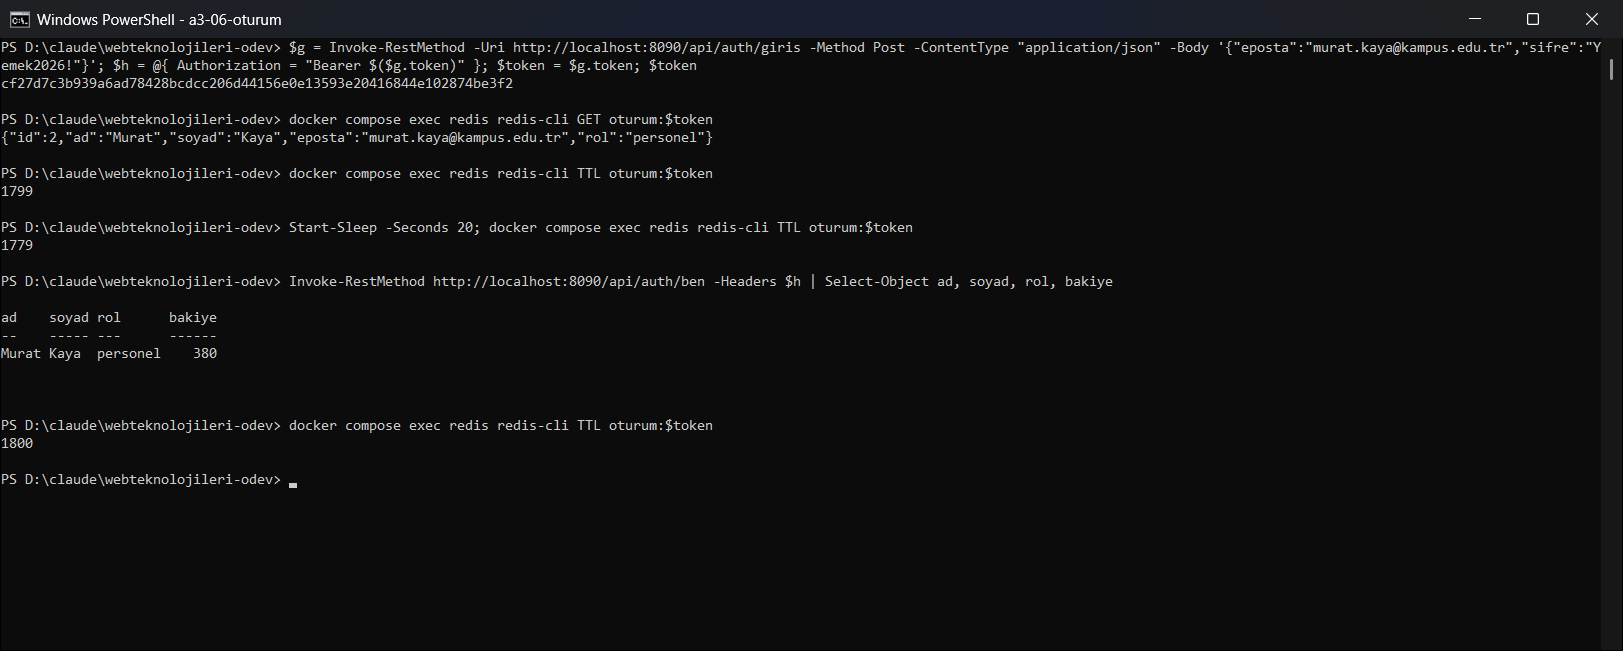 Windows PowerShell - a3-06-oturum
PS D:\claude\webteknolojileri-odev> $g = Invoke-RestMethod -Uri http://localhost:8090/api/auth/giris -Method Post -ContentType "application/json" -Body '{"eposta":"murat.kaya@kampus.edu.tr","sifre":"Y
emek2026!"}'; $h = @{ Authorization = "Bearer $($g.token)" }; $token = $g.token; $token
cf27d7c3b939a6ad78428bcdcc206d44156e0e13593e20416844e102874be3f2
PS D:\claude\webteknolojileri-odev> docker compose exec redis redis-cli GET oturum:$token
{"id":2,"ad":"Murat","soyad":"Kaya","eposta":"murat.kaya@kampus.edu.tr","rol":"personel"}
PS D:\claude\webteknolojileri-odev> docker compose exec redis redis-cli TTL oturum:$token
1799
PS D:\claude\webteknolojileri-odev> Start-Sleep -Seconds 20; docker compose exec redis redis-cli TTL oturum:$token
1779
PS D:\claude\webteknolojileri-odev> Invoke-RestMethod http://localhost:8090/api/auth/ben -Headers $h | Select-Object ad, soyad, rol, bakiye
ad    soyad rol      bakiye
--    ----- ---      ------
Murat Kaya  personel    380
PS D:\claude\webteknolojileri-odev> docker compose exec redis redis-cli TTL oturum:$token
1800
PS D:\claude\webteknolojileri-odev>